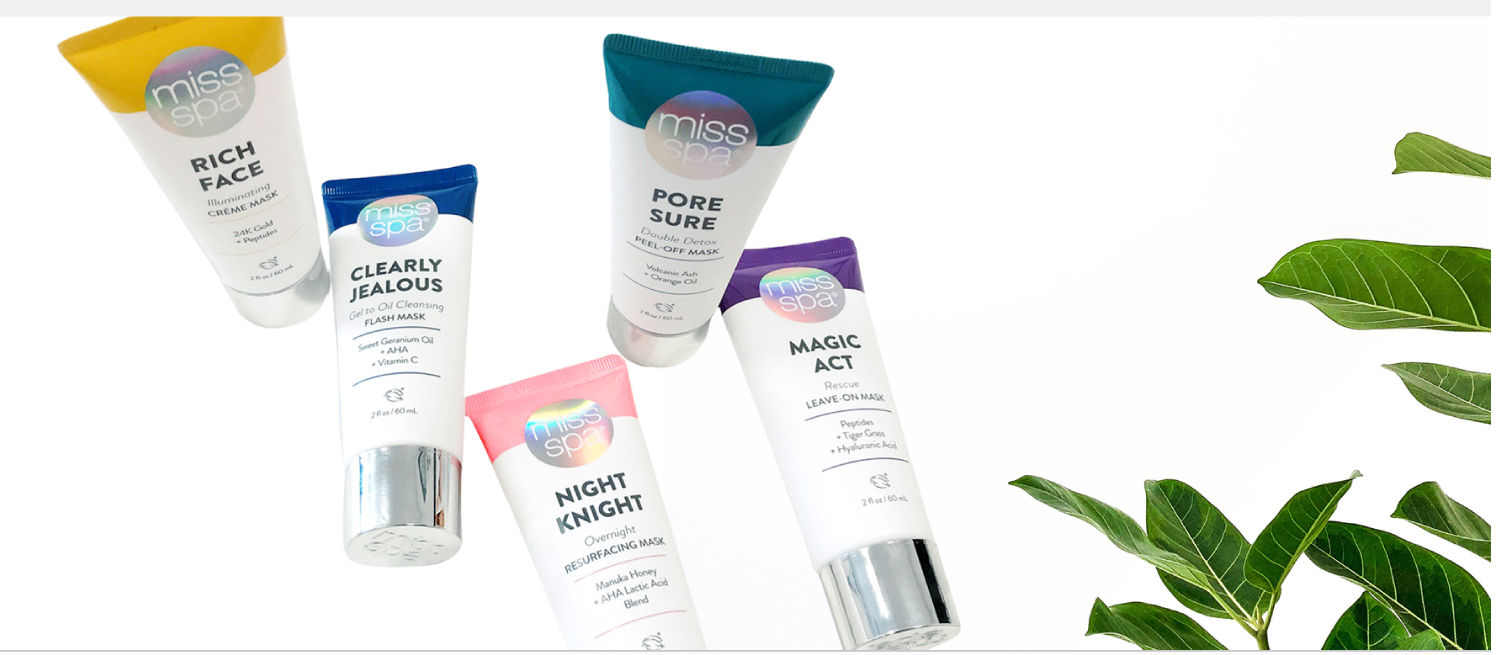 miss
spa
RICH
FACE
Illuminating
CRÈME MASK
24K Gold
+ Peptides
2 fl oz / 60 mL
miss
spa®
CLEARLY
JEALOUS
Gel to Oil Cleansing
FLASH MASK
Sweet Geranium Oil
+ AHA
+ Vitamin C
2 fl oz / 60 mL
miss
spa®
PORE
SURE
Double Detox
PEEL-OFF MASK
Volcanic Ash
+ Orange Oil
2 fl oz / 60 mL
miss
spa®
MAGIC
ACT
Rescue
LEAVE-ON MASK
Peptides
+ Tiger Grass
+ Hyaluronic Acid
2 fl oz / 60 mL
miss
spa®
NIGHT
KNIGHT
Overnight
RESURFACING MASK
Manuka Honey
+ AHA Lactic Acid
Blend